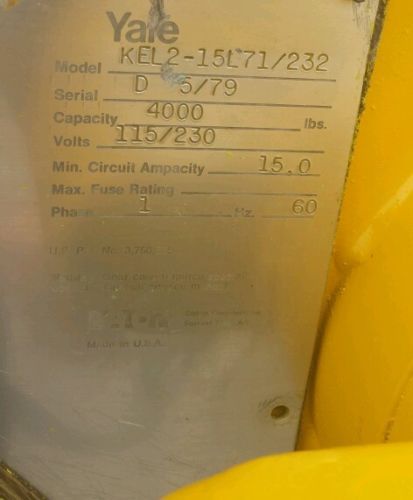 Yale
Model KEL2-15L71/232
Serial D 5/79
Capacity 4000 lbs.
Volts 115/230
Min. Circuit Ampacity 15.0
Max. Fuse Rating
Phase 1 Hz. 60
Made in U.S.A.